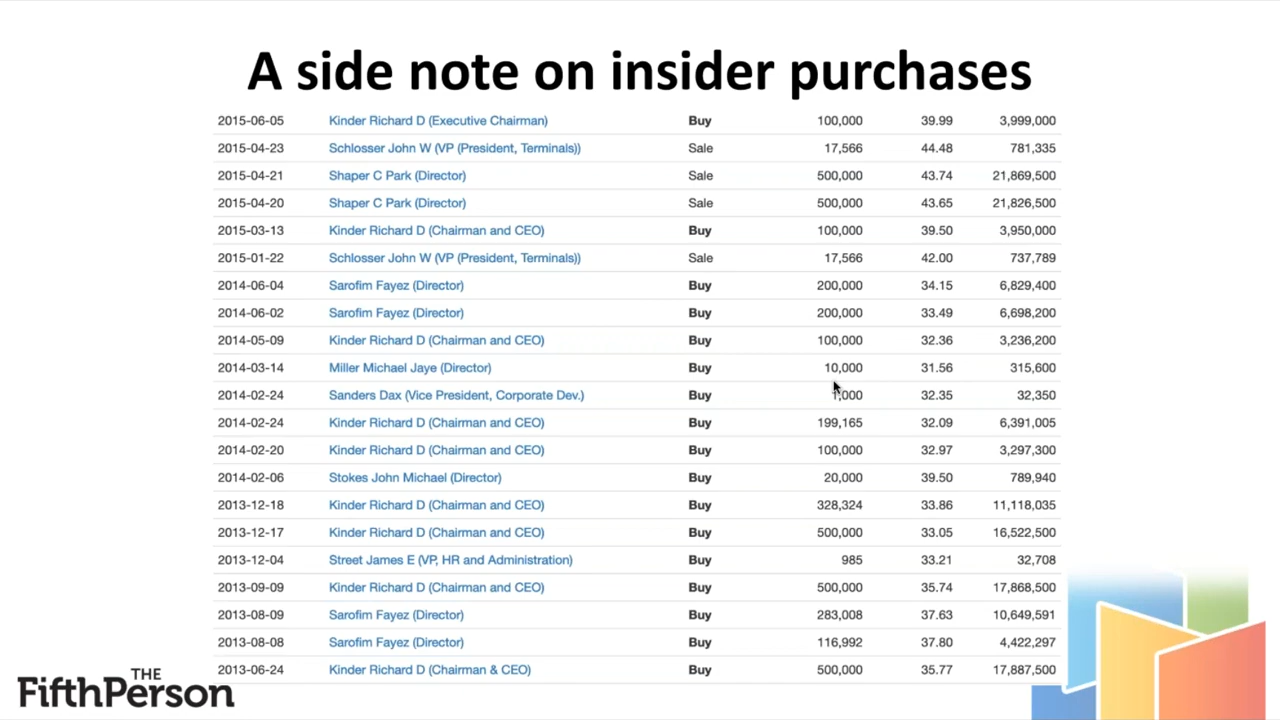 A side note on insider purchases
2015-06-05 Kinder Richard D (Executive Chairman) Buy 100,000 39.99 3,999,000
2015-04-23 Schlosser John W (VP (President, Terminals)) Sale 17,566 44.48 781,335
2015-04-21 Shaper C Park (Director) Sale 500,000 43.74 21,869,500
2015-04-20 Shaper C Park (Director) Sale 500,000 43.65 21,826,500
2015-03-13 Kinder Richard D (Chairman and CEO) Buy 100,000 39.50 3,950,000
2015-01-22 Schlosser John W (VP (President, Terminals)) Sale 17,566 42.00 737,789
2014-06-04 Sarofim Fayez (Director) Buy 200,000 34.15 6,829,400
2014-06-02 Sarofim Fayez (Director) Buy 200,000 33.49 6,698,200
2014-05-09 Kinder Richard D (Chairman and CEO) Buy 100,000 32.36 3,236,200
2014-03-14 Miller Michael Jaye (Director) Buy 10,000 31.56 315,600
2014-02-24 Sanders Dax (Vice President, Corporate Dev.) Buy 1,000 32.35 32,350
2014-02-24 Kinder Richard D (Chairman and CEO) Buy 199,165 32.09 6,391,005
2014-02-20 Kinder Richard D (Chairman and CEO) Buy 100,000 32.97 3,297,300
2014-02-06 Stokes John Michael (Director) Buy 20,000 39.50 789,940
2013-12-18 Kinder Richard D (Chairman and CEO) Buy 328,324 33.86 11,118,035
2013-12-17 Kinder Richard D (Chairman and CEO) Buy 500,000 33.05 16,522,500
2013-12-04 Street James E (VP, HR and Administration) Buy 985 33.21 32,708
2013-09-09 Kinder Richard D (Chairman and CEO) Buy 500,000 35.74 17,868,500
2013-08-09 Sarofim Fayez (Director) Buy 283,008 37.63 10,649,591
2013-08-08 Sarofim Fayez (Director) Buy 116,992 37.80 4,422,297
2013-06-24 Kinder Richard D (Chairman & CEO) Buy 500,000 35.77 17,887,500
THE
FifthPerson